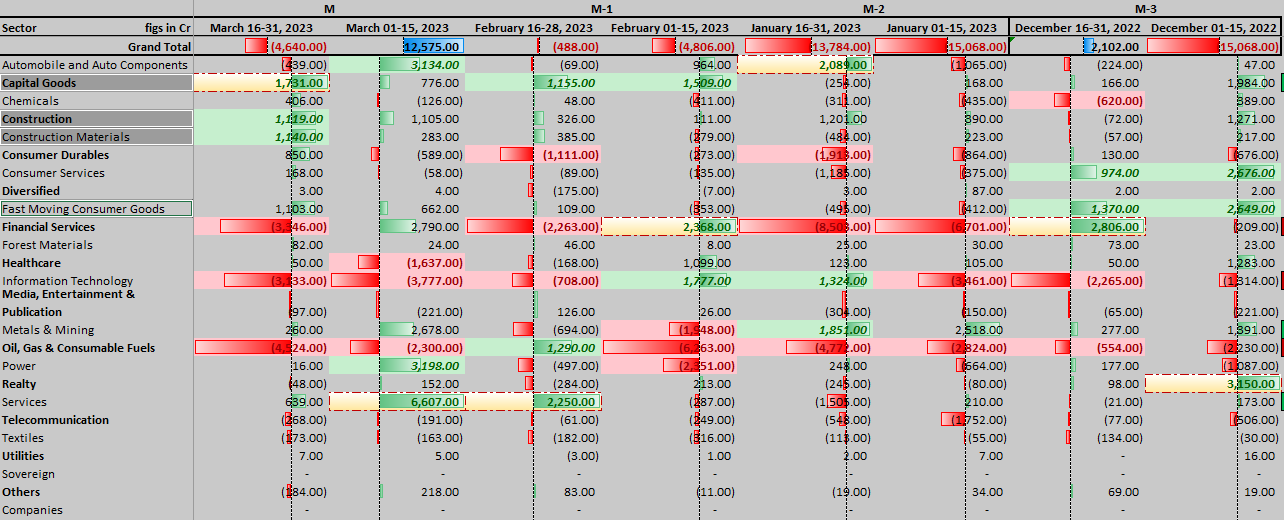 M M-1 M-2 M-3
Sector figs in Cr March 16-31, 2023 March 01-15, 2023 February 16-28, 2023 February 01-15, 2023 January 16-31, 2023 January 01-15, 2023 December 16-31, 2022 December 01-15, 2022
Grand Total (4,640.00) 12,575.00 (488.00) (4,806.00) 13,784.00) 15,068.00) 2,102.00 15,068.00)
Automobile and Auto Components (439.00) 3,134.00 (69.00) 964.00 2,089.00 (1,065.00) (224.00) 47.00
Capital Goods 1,731.00 776.00 1,155.00 1,509.00 (254.00) 168.00 166.00 1,984.00
Chemicals 406.00 (126.00) 48.00 (411.00) (311.00) (435.00) (620.00) 389.00
Construction 1,119.00 1,105.00 326.00 111.00 1,201.00 390.00 (72.00) 1,271.00
Construction Materials 1,140.00 283.00 385.00 (279.00) (484.00) 223.00 (57.00) 217.00
Consumer Durables 850.00 (589.00) (1,111.00) (273.00) (1,913.00) (864.00) 130.00 (676.00)
Consumer Services 168.00 (58.00) (89.00) (135.00) (1,185.00) (375.00) 974.00 2,676.00
Diversified 3.00 4.00 (175.00) (7.00) 3.00 87.00 2.00 2.00
Fast Moving Consumer Goods 1,103.00 662.00 109.00 (353.00) (495.00) (412.00) 1,370.00 2,649.00
Financial Services (3,346.00) 2,790.00 (2,263.00) 2,368.00 (8,503.00) (6,701.00) 2,806.00 (209.00)
Forest Materials 82.00 24.00 46.00 8.00 25.00 30.00 73.00 23.00
Healthcare 50.00 (1,637.00) (168.00) 1,099.00 123.00 105.00 50.00 1,283.00
Information Technology (3,133.00) (3,777.00) (708.00) 1,777.00 1,324.00 (3,461.00) (2,265.00) (1,314.00)
Media, Entertainment &
Publication (97.00) (221.00) 126.00 26.00 (304.00) (150.00) (65.00) (221.00)
Metals & Mining 260.00 2,678.00 (694.00) (1,948.00) 1,851.00 2,518.00 277.00 1,391.00
Oil, Gas & Consumable Fuels (4,524.00) (2,300.00) 1,290.00 (6,363.00) (4,772.00) (2,824.00) (554.00) (2,230.00)
Power 16.00 3,198.00 (497.00) (2,351.00) 248.00 (664.00) 177.00 (1,087.00)
Realty (48.00) 152.00 (284.00) 213.00 (245.00) (80.00) 98.00 3,150.00
Services 639.00 6,607.00 2,250.00 (287.00) (1,505.00) 210.00 (21.00) 173.00
Telecommunication (268.00) (191.00) (61.00) (249.00) (548.00) (1,752.00) (77.00) (506.00)
Textiles (173.00) (163.00) (182.00) (316.00) (113.00) (55.00) (134.00) (30.00)
Utilities 7.00 5.00 (3.00) 1.00 2.00 7.00 - 16.00
Sovereign - - - - - - - -
Others (184.00) 218.00 83.00 (11.00) (19.00) 34.00 69.00 19.00
Companies - - - - - - - -